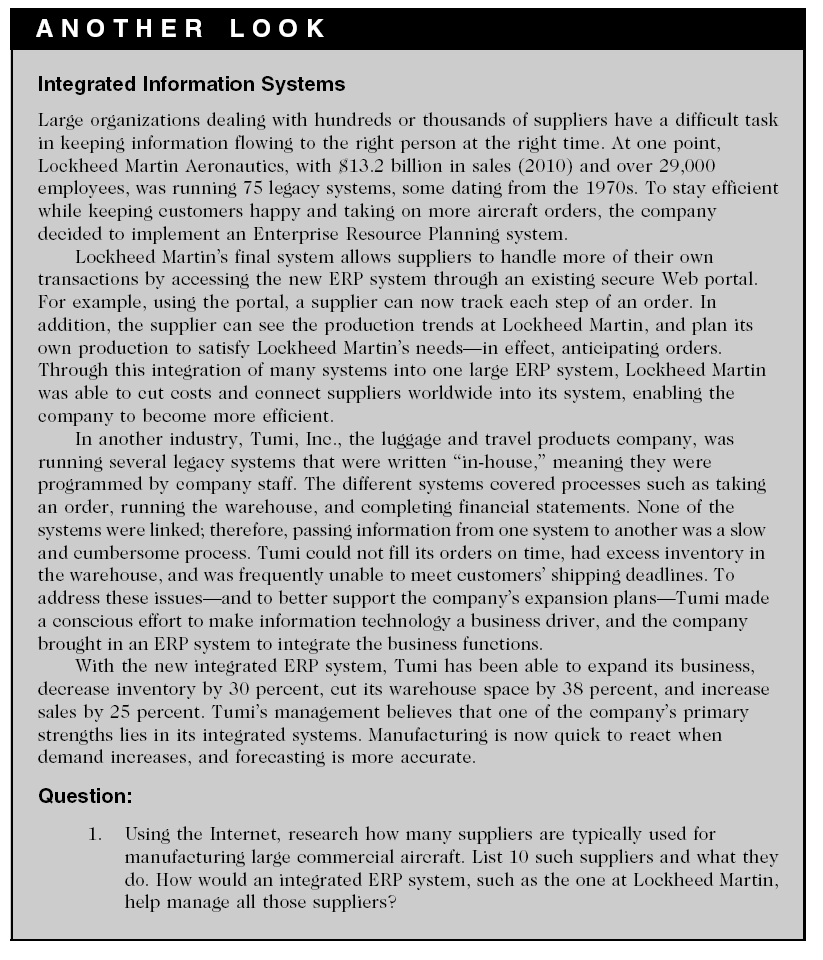 ANOTHER LOOK
Integrated Information Systems
Large organizations dealing with hundreds or thousands of suppliers have a difficult task
in keeping information flowing to the right person at the right time. At one point,
Lockheed Martin Aeronautics, with $13.2 billion in sales (2010) and over 29,000
employees, was running 75 legacy systems, some dating from the 1970s. To stay efficient
while keeping customers happy and taking on more aircraft orders, the company
decided to implement an Enterprise Resource Planning system.
Lockheed Martin's final system allows suppliers to handle more of their own
transactions by accessing the new ERP system through an existing secure Web portal.
For example, using the portal, a supplier can now track each step of an order. In
addition, the supplier can see the production trends at Lockheed Martin, and plan its
own production to satisfy Lockheed Martin's needs—in effect, anticipating orders.
Through this integration of many systems into one large ERP system, Lockheed Martin
was able to cut costs and connect suppliers worldwide into its system, enabling the
company to become more efficient.
In another industry, Tumi, Inc., the luggage and travel products company, was
running several legacy systems that were written “in-house,” meaning they were
programmed by company staff. The different systems covered processes such as taking
an order, running the warehouse, and completing financial statements. None of the
systems were linked; therefore, passing information from one system to another was a slow
and cumbersome process. Tumi could not fill its orders on time, had excess inventory in
the warehouse, and was frequently unable to meet customers' shipping deadlines. To
address these issues—and to better support the company's expansion plans—Tumi made
a conscious effort to make information technology a business driver, and the company
brought in an ERP system to integrate the business functions.
With the new integrated ERP system, Tumi has been able to expand its business,
decrease inventory by 30 percent, cut its warehouse space by 38 percent, and increase
sales by 25 percent. Tumi's management believes that one of the company's primary
strengths lies in its integrated systems. Manufacturing is now quick to react when
demand increases, and forecasting is more accurate.
Question:
1. Using the Internet, research how many suppliers are typically used for
manufacturing large commercial aircraft. List 10 such suppliers and what they
do. How would an integrated ERP system, such as the one at Lockheed Martin,
help manage all those suppliers?